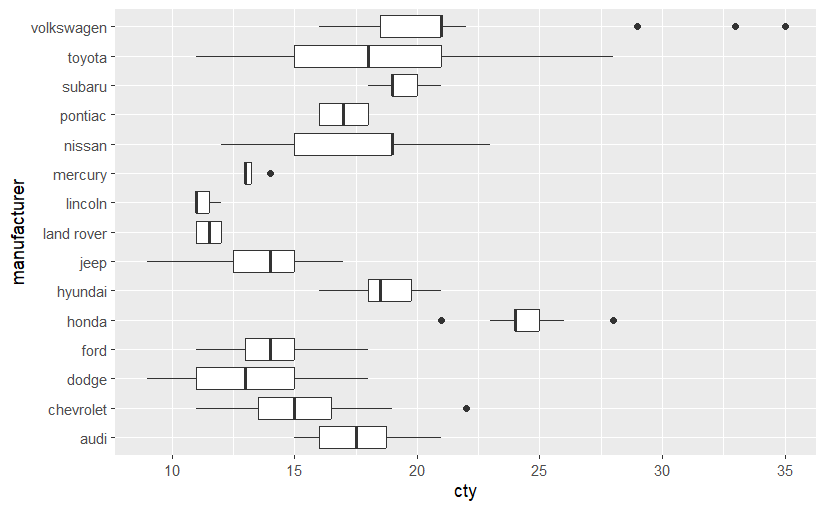 volkswagen
toyota
subaru
pontiac
nissan
mercury
lincoln
land rover
jeep
hyundai
honda
ford
dodge
chevrolet
audi
manufacturer
10 15 20 25 30 35
cty